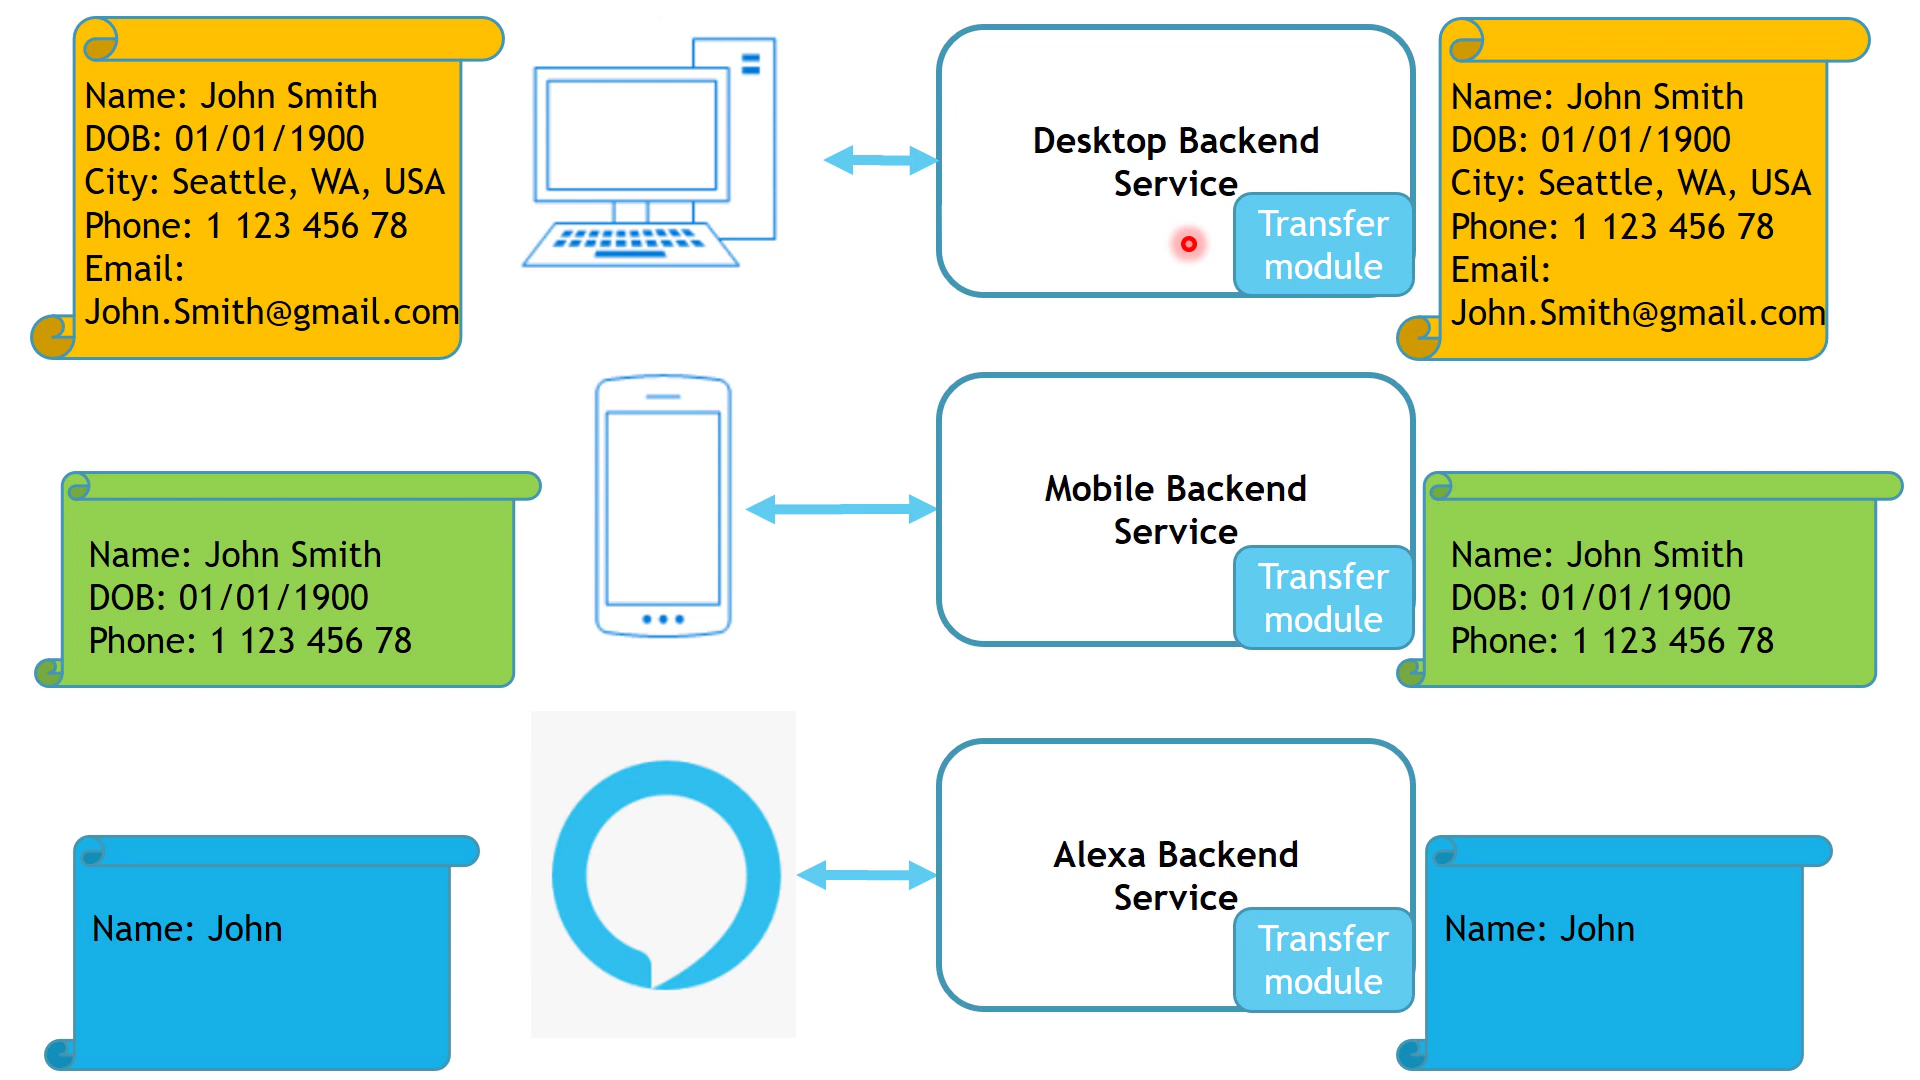 Name: John Smith
DOB: 01/01/1900
City: Seattle, WA, USA
Phone: 1 123 456 78
Email:
John.Smith@gmail.com
Desktop Backend
Service
Transfer
module
Name: John Smith
DOB: 01/01/1900
City: Seattle, WA, USA
Phone: 1 123 456 78
Email:
John.Smith@gmail.com
Name: John Smith
DOB: 01/01/1900
Phone: 1 123 456 78
Mobile Backend
Service
Transfer
module
Name: John Smith
DOB: 01/01/1900
Phone: 1 123 456 78
Name: John
Alexa Backend
Service
Transfer
module
Name: John